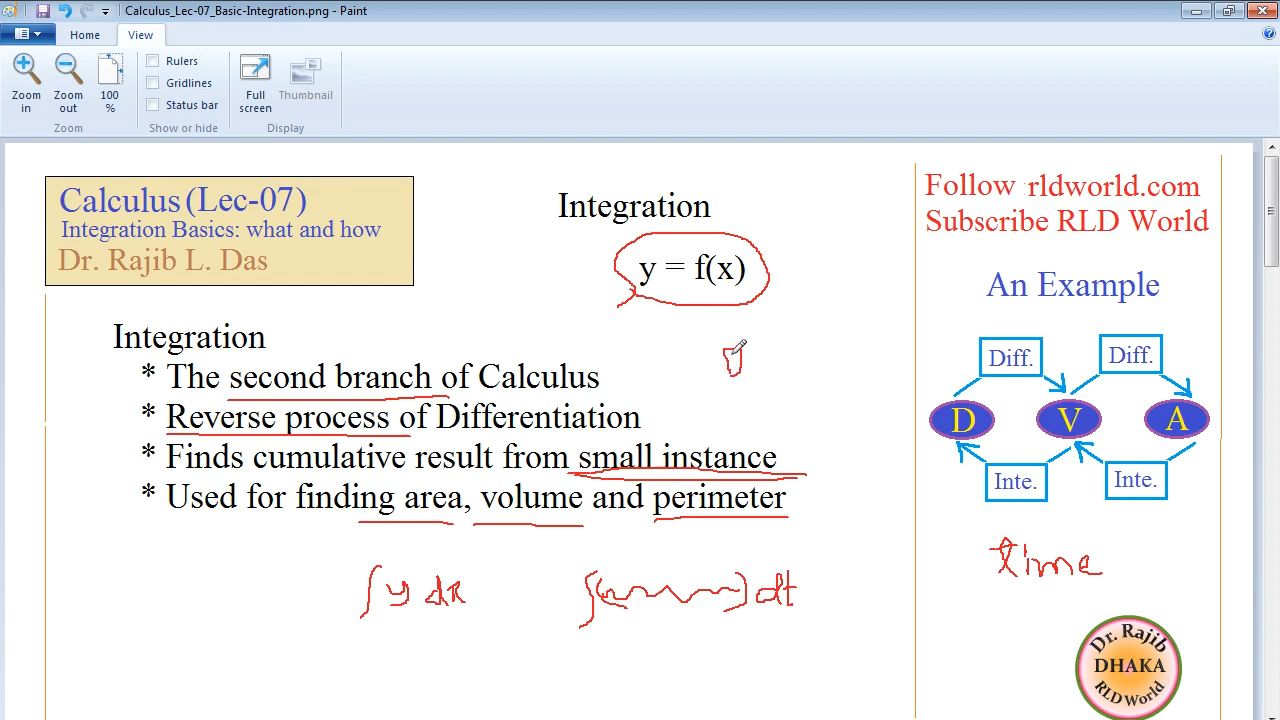 Calculus_Lec-07_Basic-Integration.png - Paint
Home
View
Zoom in
Zoom out
100 %
Rulers
Gridlines
Status bar
Full screen
Thumbnail
Zoom
Show or hide
Display
Calculus (Lec-07)
Integration Basics: what and how
Dr. Rajib L. Das
Integration
y = f(x)
Integration
* The second branch of Calculus
* Reverse process of Differentiation
* Finds cumulative result from small instance
* Used for finding area, volume and perimeter
∫ y dx
dt
Follow rldworld.com
Subscribe RLD World
An Example
Diff.
Diff.
D
V
A
Inte.
Inte.
time
Dr. Rajib
DHAKA
RLD World